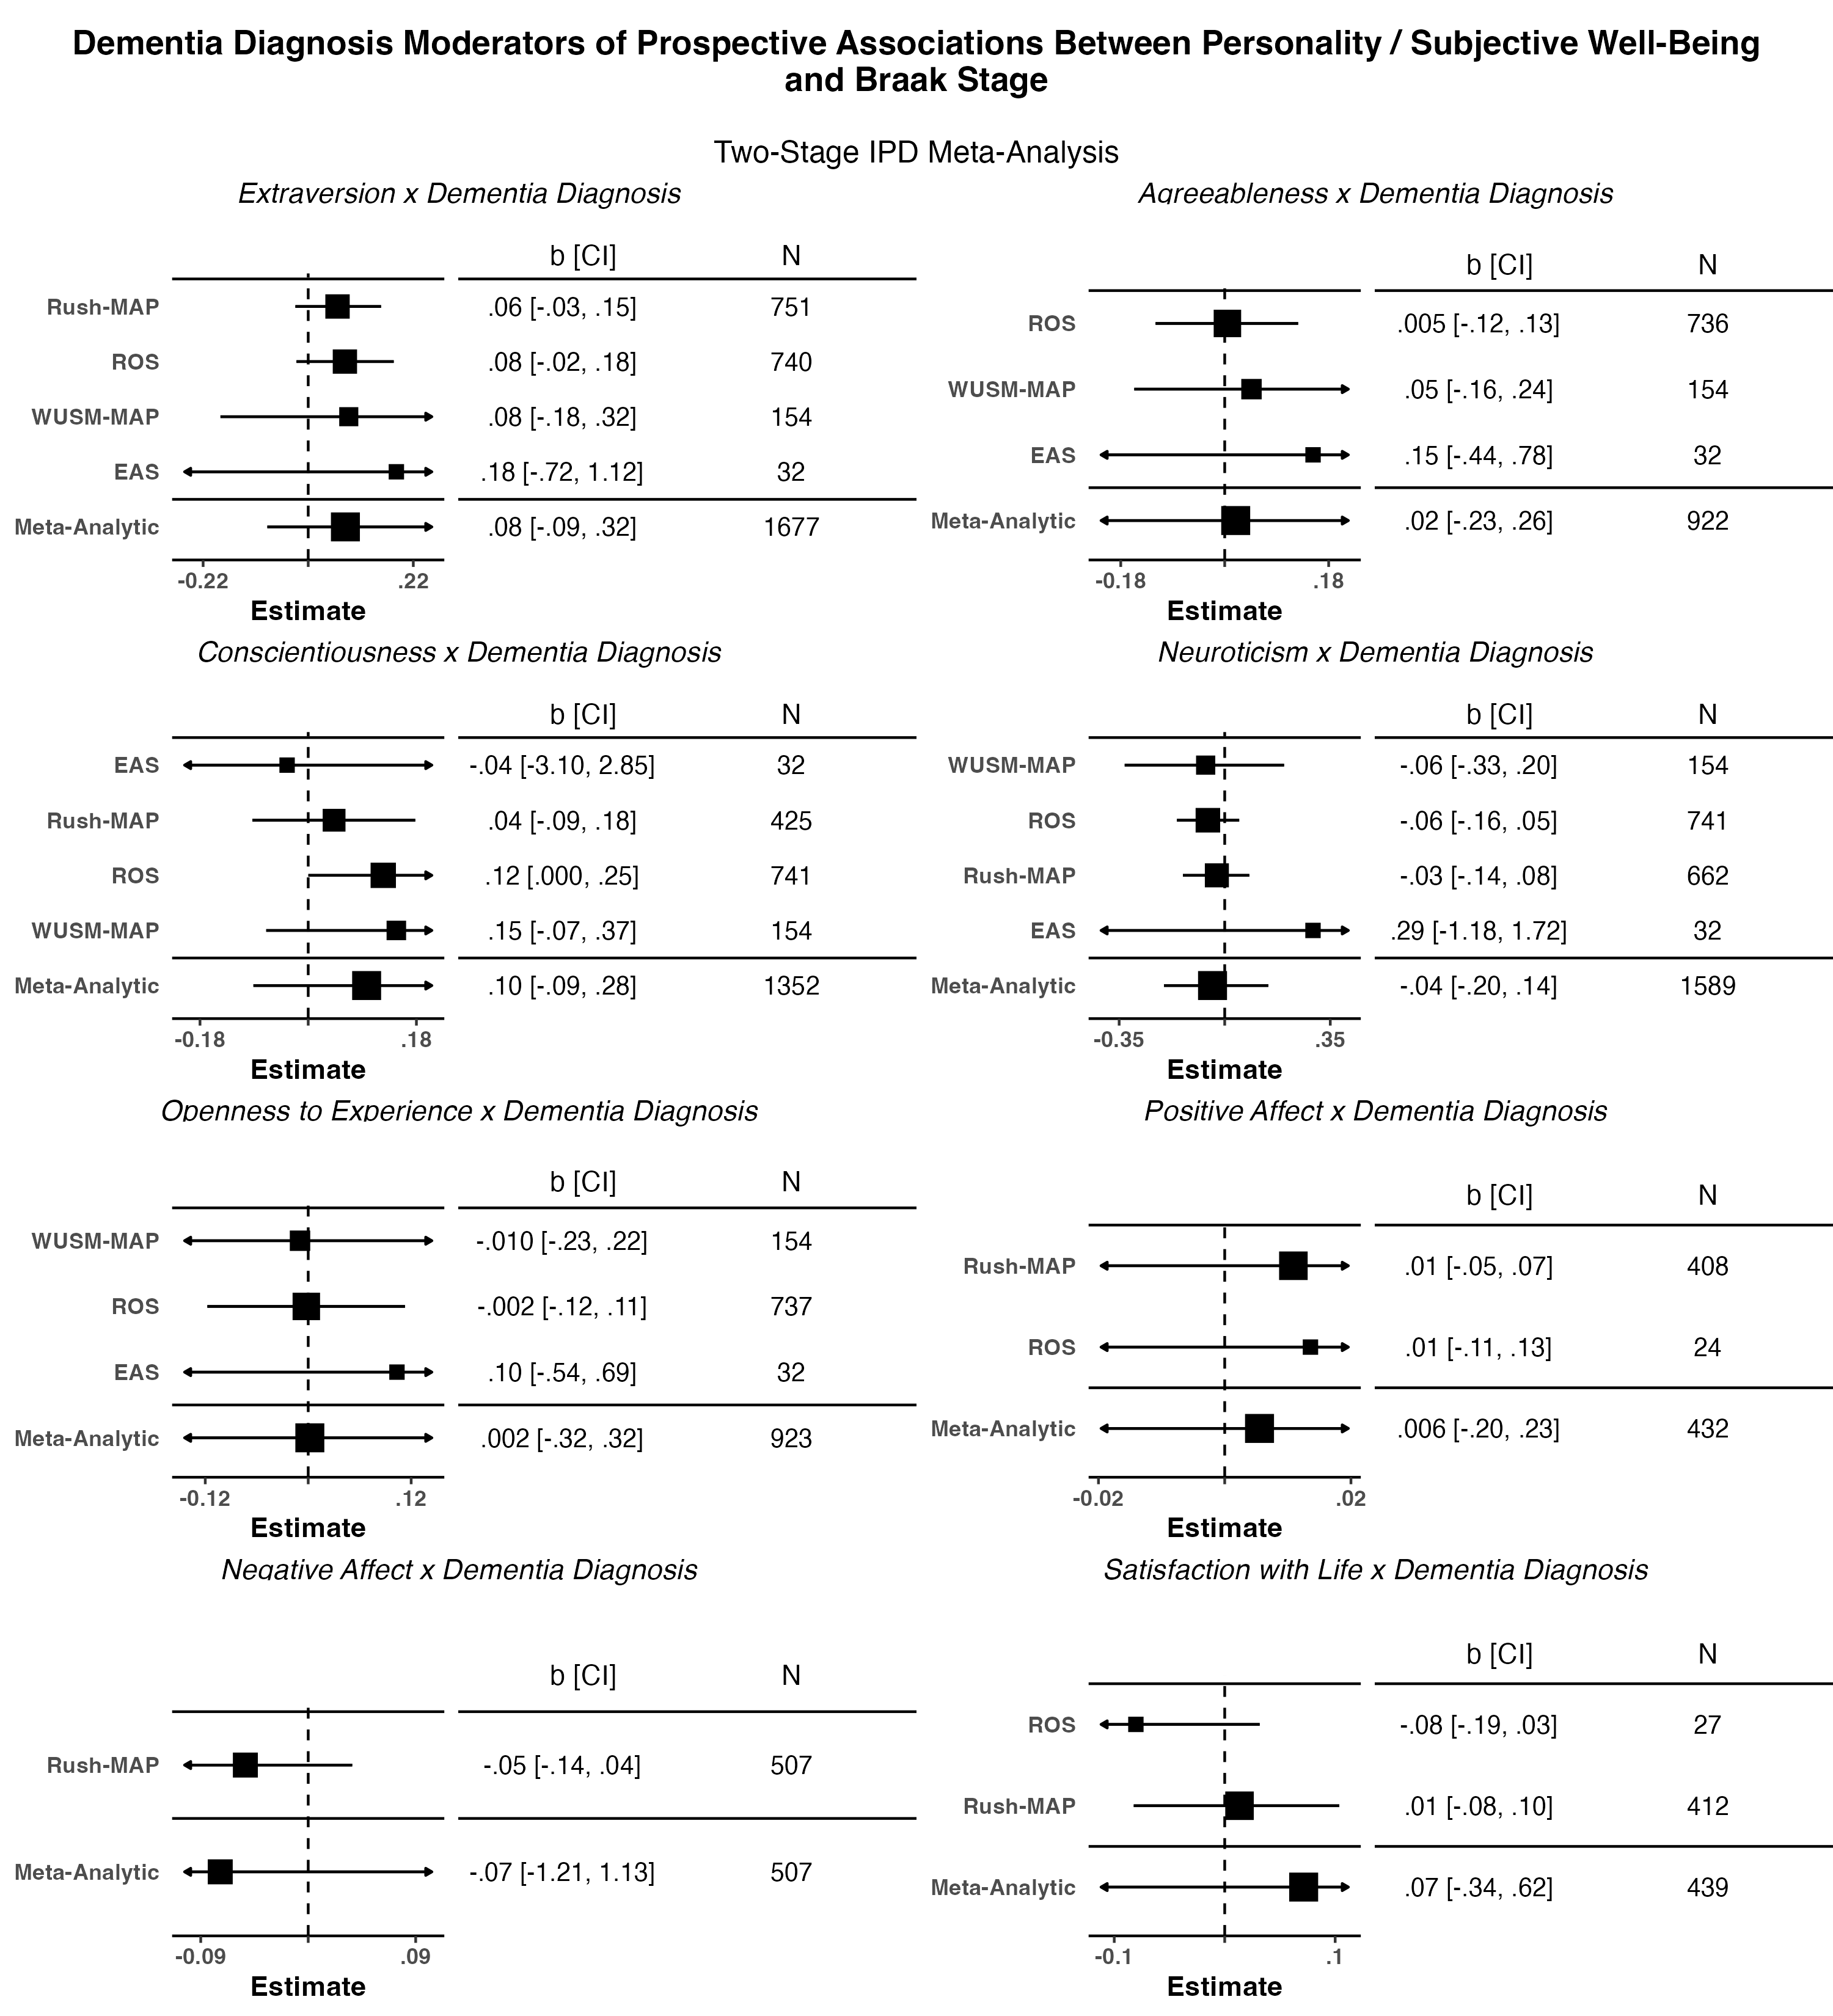 Dementia Diagnosis Moderators of Prospective Associations Between Personality / Subjective Well-Being
and Braak Stage
Two-Stage IPD Meta-Analysis
Extraversion x Dementia Diagnosis
b [CI] N
Rush-MAP .06 [-.03, .15] 751
ROS .08 [-.02, .18] 740
WUSM-MAP .08 [-.18, .32] 154
EAS .18 [-.72, 1.12] 32
Meta-Analytic .08 [-.09, .32] 1677
-0.22 .22
Estimate
Agreeableness x Dementia Diagnosis
b [CI] N
ROS .005 [-.12, .13] 736
WUSM-MAP .05 [-.16, .24] 154
EAS .15 [-.44, .78] 32
Meta-Analytic .02 [-.23, .26] 922
-0.18 .18
Estimate
Conscientiousness x Dementia Diagnosis
b [CI] N
EAS -.04 [-3.10, 2.85] 32
Rush-MAP .04 [-.09, .18] 425
ROS .12 [.000, .25] 741
WUSM-MAP .15 [-.07, .37] 154
Meta-Analytic .10 [-.09, .28] 1352
-0.18 .18
Estimate
Neuroticism x Dementia Diagnosis
b [CI] N
WUSM-MAP -.06 [-.33, .20] 154
ROS -.06 [-.16, .05] 741
Rush-MAP -.03 [-.14, .08] 662
EAS .29 [-1.18, 1.72] 32
Meta-Analytic -.04 [-.20, .14] 1589
-0.35 .35
Estimate
Openness to Experience x Dementia Diagnosis
b [CI] N
WUSM-MAP -.010 [-.23, .22] 154
ROS -.002 [-.12, .11] 737
EAS .10 [-.54, .69] 32
Meta-Analytic .002 [-.32, .32] 923
-0.12 .12
Estimate
Positive Affect x Dementia Diagnosis
b [CI] N
Rush-MAP .01 [-.05, .07] 408
ROS .01 [-.11, .13] 24
Meta-Analytic .006 [-.20, .23] 432
-0.02 .02
Estimate
Negative Affect x Dementia Diagnosis
b [CI] N
Rush-MAP -.05 [-.14, .04] 507
Meta-Analytic -.07 [-1.21, 1.13] 507
-0.09 .09
Estimate
Satisfaction with Life x Dementia Diagnosis
b [CI] N
ROS -.08 [-.19, .03] 27
Rush-MAP .01 [-.08, .10] 412
Meta-Analytic .07 [-.34, .62] 439
-0.1 .1
Estimate